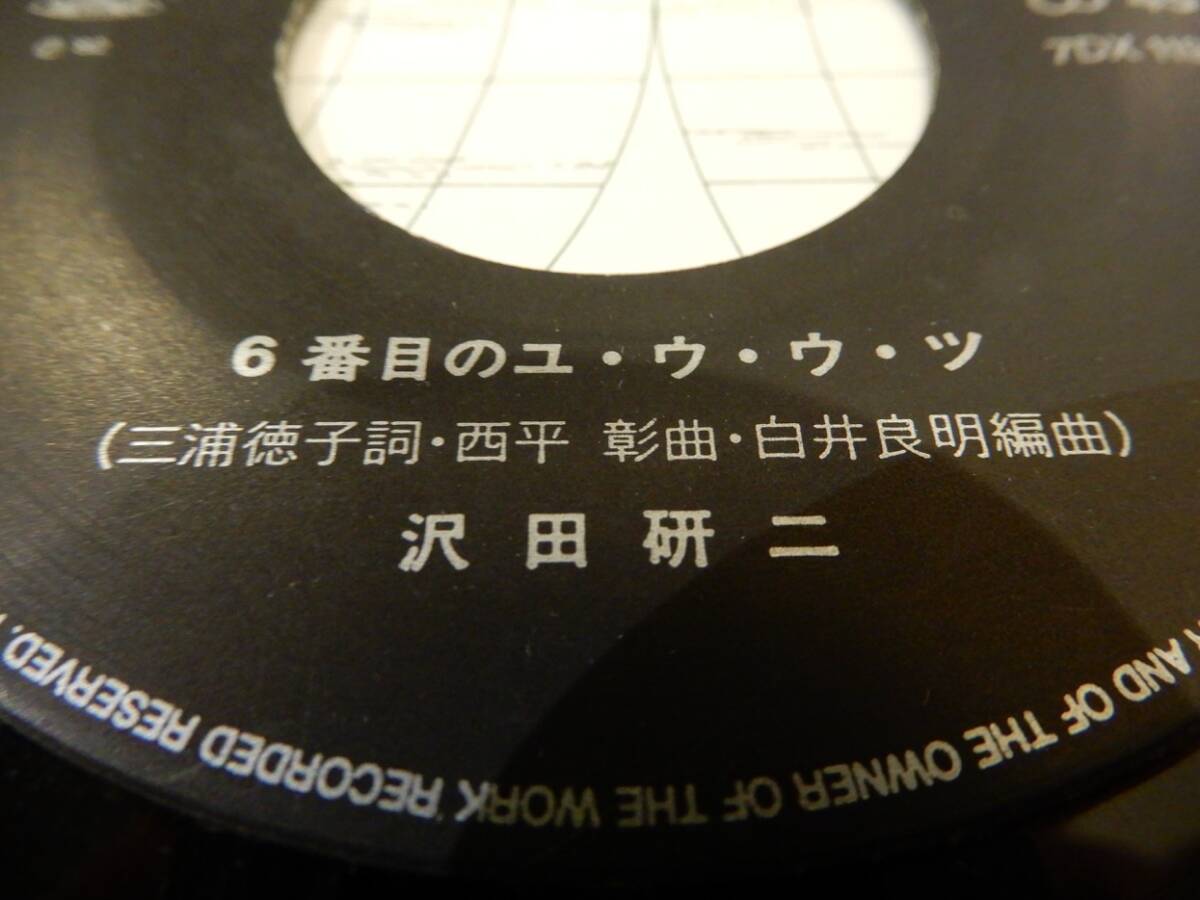 6番目のユ・ウ・ウ・ツ
(三浦徳子詞・西平 彰曲・白井良明編曲)
沢田研二
AND OF THE OWNER OF THE WORK RECORDED RESERVED.